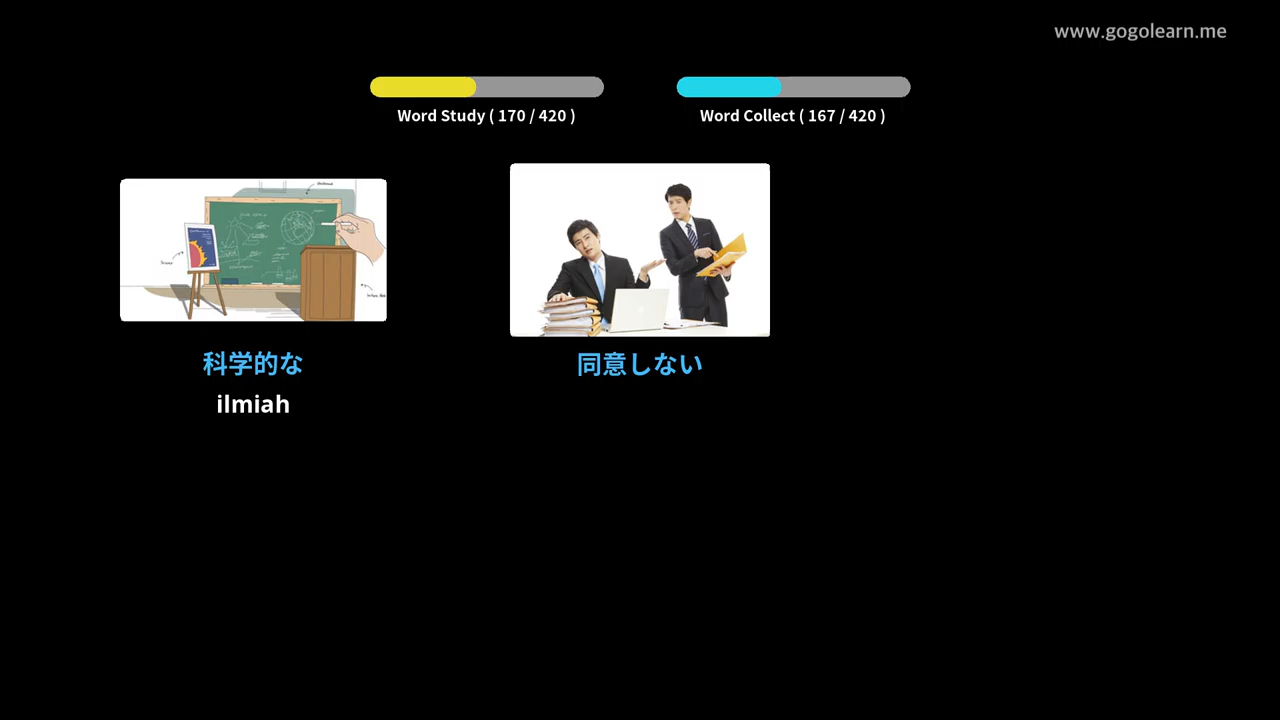 www.gogolearn.me
Word Study ( 170 / 420 )
Word Collect ( 167 / 420 )
科学的な
ilmiah
同意しない